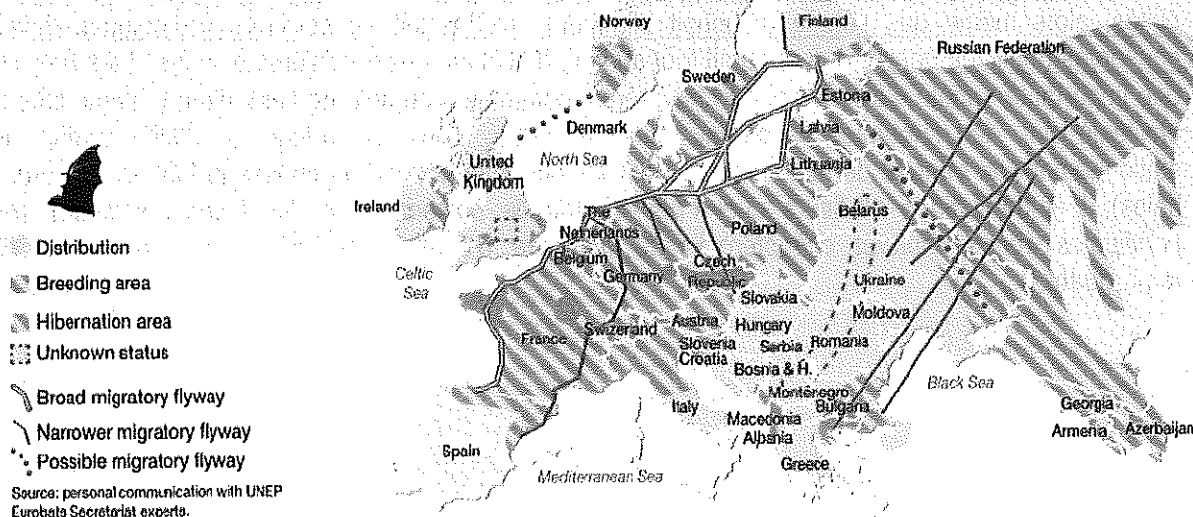 Norway
Finland
Russian Federation
Sweden
Estonia
Denmark
Latvia
North Sea
United
Kingdom
Lithuania
Ireland
The
Netherlands
Belarus
Poland
Belgium
Celtic
Sea
Germany
Czech
Republic
Ukraine
Slovakia
Moldova
France
Switzerland
Austria
Hungary
Slovenia
Serbia
Romania
Croatia
Bosnia & H.
Black Sea
Montenegro
Italy
Bulgaria
Macedonia
Albania
Georgia
Armenia
Azerbaijan
Spain
Mediterranean Sea
Greece
Distribution
Breeding area
Hibernation area
Unknown status
Broad migratory flyway
Narrower migratory flyway
Possible migratory flyway
Source: personal communication with UNEP
Eurobats Secretariat experts.